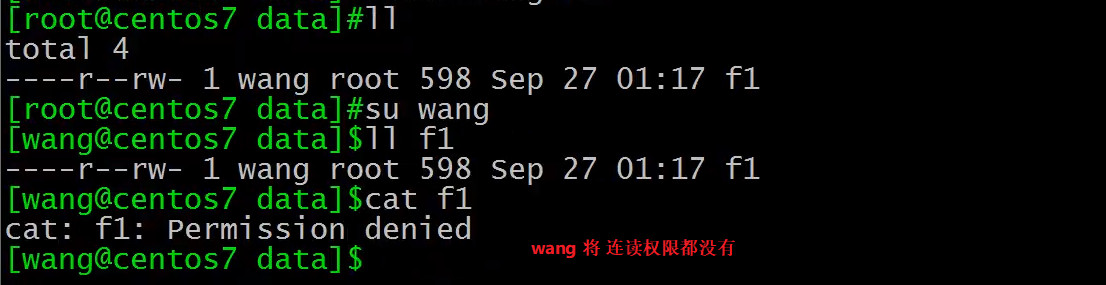 [root@centos7 data]#ll
total 4
----r--rw- 1 wang root 598 Sep 27 01:17 f1
[root@centos7 data]#su wang
[wang@centos7 data]$ll f1
----r--rw- 1 wang root 598 Sep 27 01:17 f1
[wang@centos7 data]$cat f1
cat: f1: Permission denied
[wang@centos7 data]$
wang 将 连读权限都没有